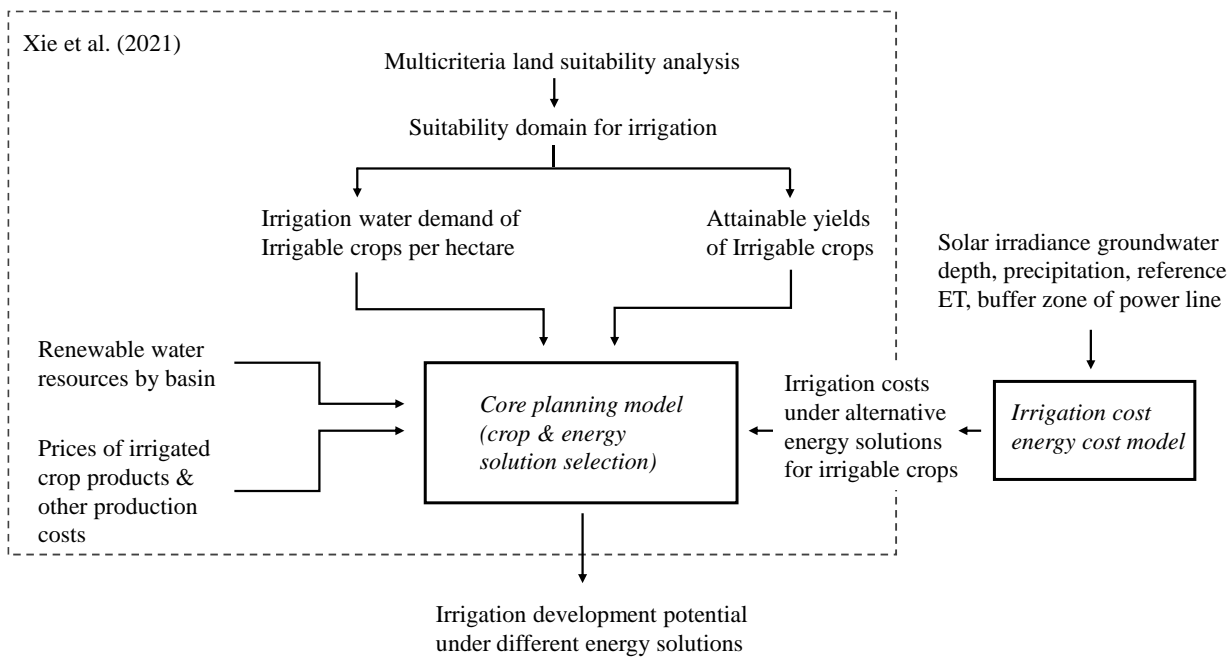 Xie et al. (2021)
Multicriteria land suitability analysis
Suitability domain for irrigation
Irrigation water demand of
Irrigable crops per hectare
Attainable yields
of Irrigable crops
Solar irradiance groundwater
depth, precipitation, reference
ET, buffer zone of power line
Renewable water
resources by basin
Prices of irrigated
crop products &
other production
costs
Core planning model
(crop & energy
solution selection)
Irrigation costs
under alternative
energy solutions
for irrigable crops
Irrigation cost
energy cost model
Irrigation development potential
under different energy solutions